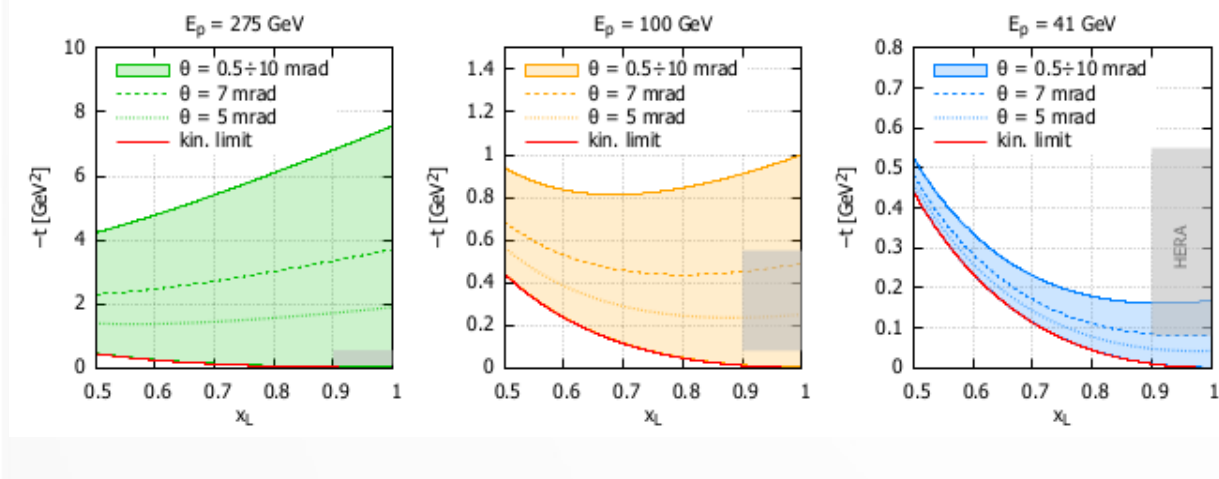 E_p = 275 GeV
10
8
6
4
2
0
−t [GeV²]
θ = 0.5÷10 mrad
θ = 7 mrad
θ = 5 mrad
kin. limit
0.5 0.6 0.7 0.8 0.9 1
x_L
E_p = 100 GeV
1.4
1.2
1
0.8
0.6
0.4
0.2
0
−t [GeV²]
θ = 0.5÷10 mrad
θ = 7 mrad
θ = 5 mrad
kin. limit
0.5 0.6 0.7 0.8 0.9 1
x_L
E_p = 41 GeV
0.8
0.7
0.6
0.5
0.4
0.3
0.2
0.1
0
−t [GeV²]
θ = 0.5÷10 mrad
θ = 7 mrad
θ = 5 mrad
kin. limit
HERA
0.5 0.6 0.7 0.8 0.9 1
x_L